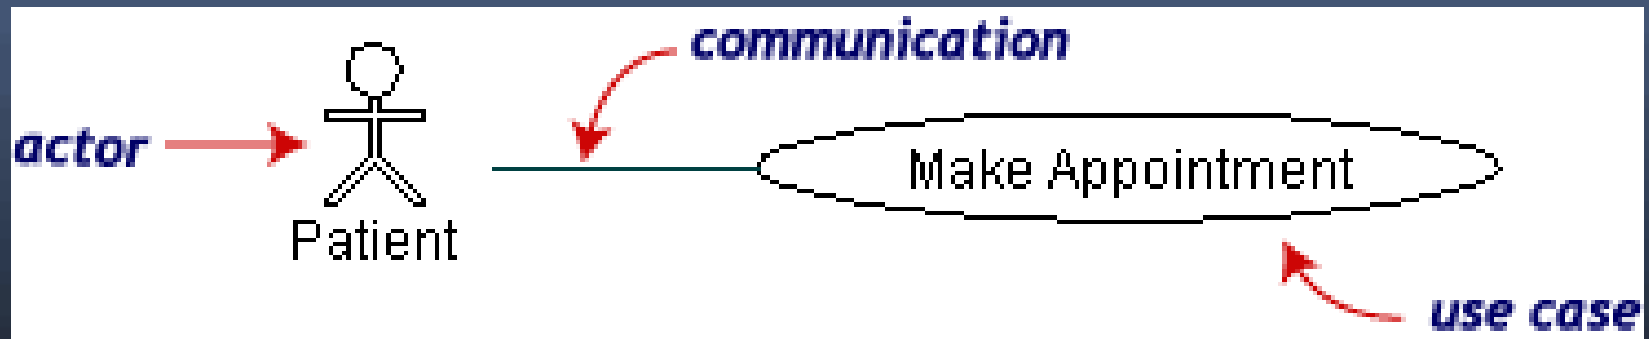 communication
actor
Make Appointment
Patient
use case